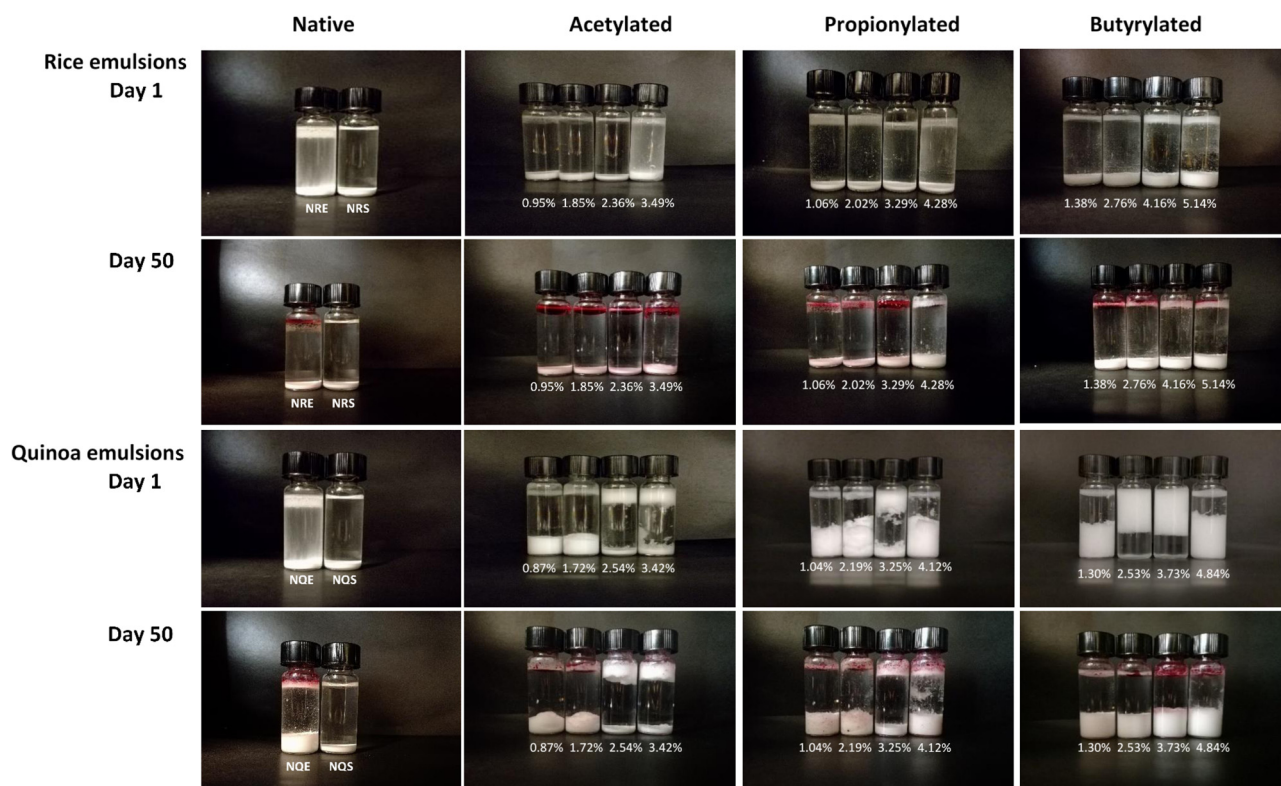 Native Acetylated Propionylated Butyrylated
Rice emulsions
Day 1
NRE NRS
0.95% 1.85% 2.36% 3.49%
1.06% 2.02% 3.29% 4.28%
1.38% 2.76% 4.16% 5.14%
Day 50
NRE NRS
0.95% 1.85% 2.36% 3.49%
1.06% 2.02% 3.29% 4.28%
1.38% 2.76% 4.16% 5.14%
Quinoa emulsions
Day 1
NQE NQS
0.87% 1.72% 2.54% 3.42%
1.04% 2.19% 3.25% 4.12%
1.30% 2.53% 3.73% 4.84%
Day 50
NQE NQS
0.87% 1.72% 2.54% 3.42%
1.04% 2.19% 3.25% 4.12%
1.30% 2.53% 3.73% 4.84%